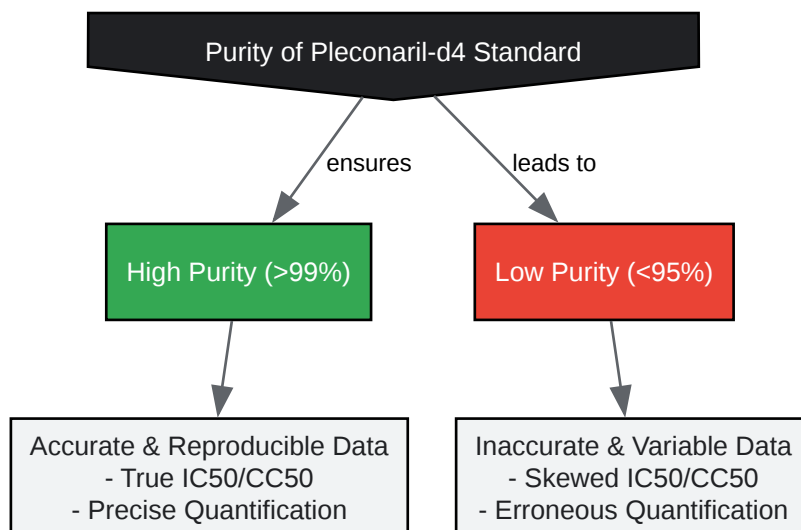 Purity of Pleconaril-d4 Standard
ensures
leads to
High Purity (>99%)
Low Purity (<95%)
Accurate & Reproducible Data
- True IC50/CC50
- Precise Quantification
Inaccurate & Variable Data
- Skewed IC50/CC50
- Erroneous Quantification